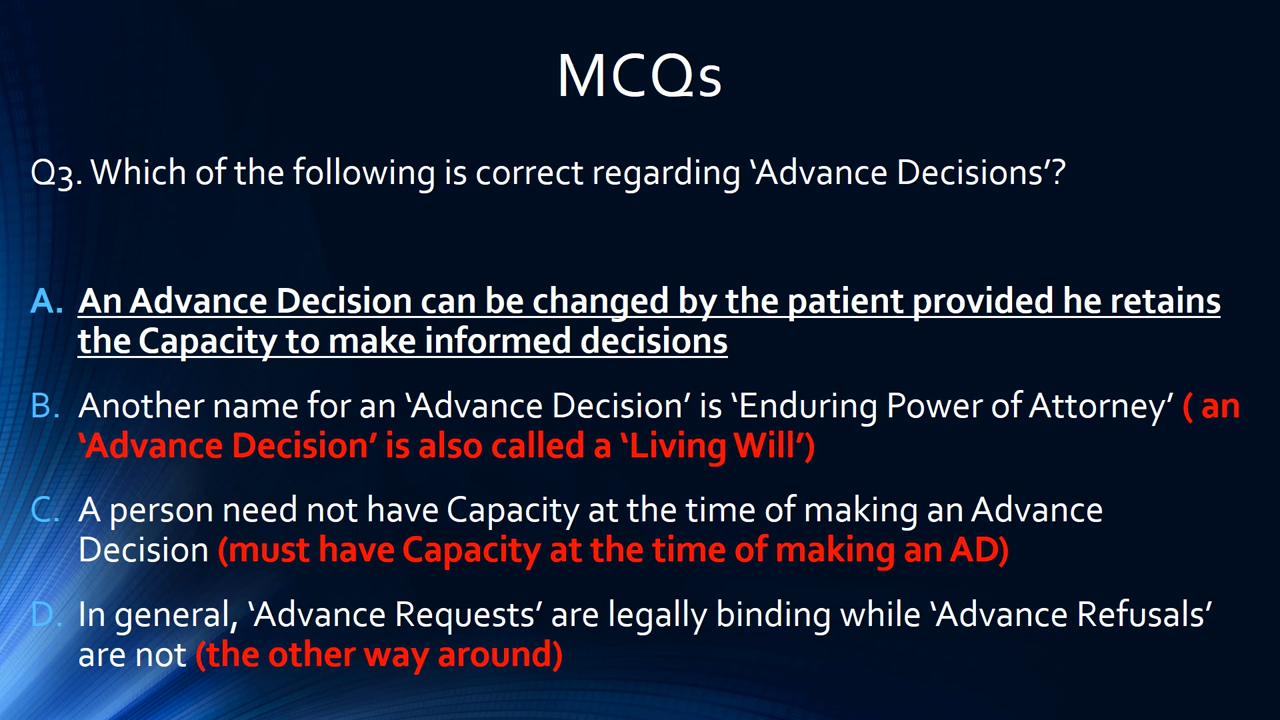 MCQs
Q3. Which of the following is correct regarding ‘Advance Decisions’?
A. An Advance Decision can be changed by the patient provided he retains
the Capacity to make informed decisions
B. Another name for an ‘Advance Decision’ is ‘Enduring Power of Attorney’ ( an
‘Advance Decision’ is also called a ‘Living Will’)
C. A person need not have Capacity at the time of making an Advance
Decision (must have Capacity at the time of making an AD)
D. In general, ‘Advance Requests’ are legally binding while ‘Advance Refusals’
are not (the other way around)